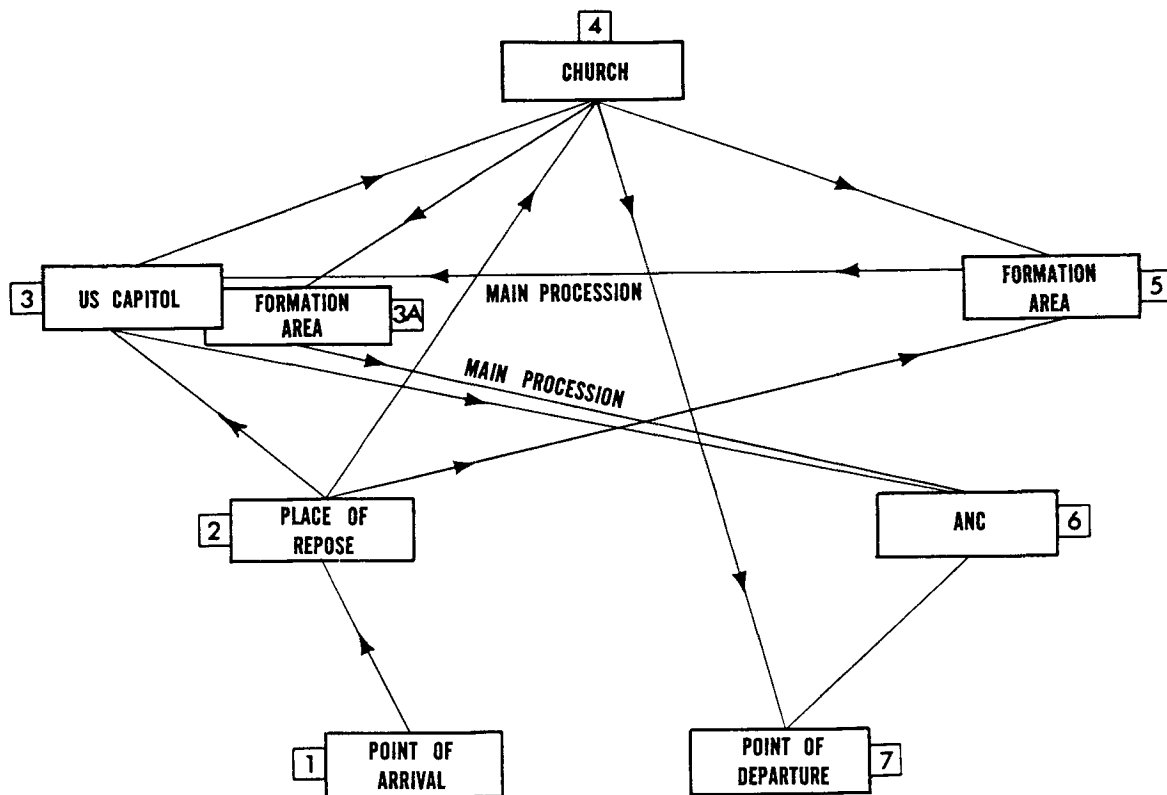 4
CHURCH
3
US CAPITOL
FORMATION
AREA
3A
MAIN PROCESSION
FORMATION
AREA
5
MAIN PROCESSION
2
PLACE OF
REPOSE
ANC
6
1
POINT OF
ARRIVAL
POINT OF
DEPARTURE
7